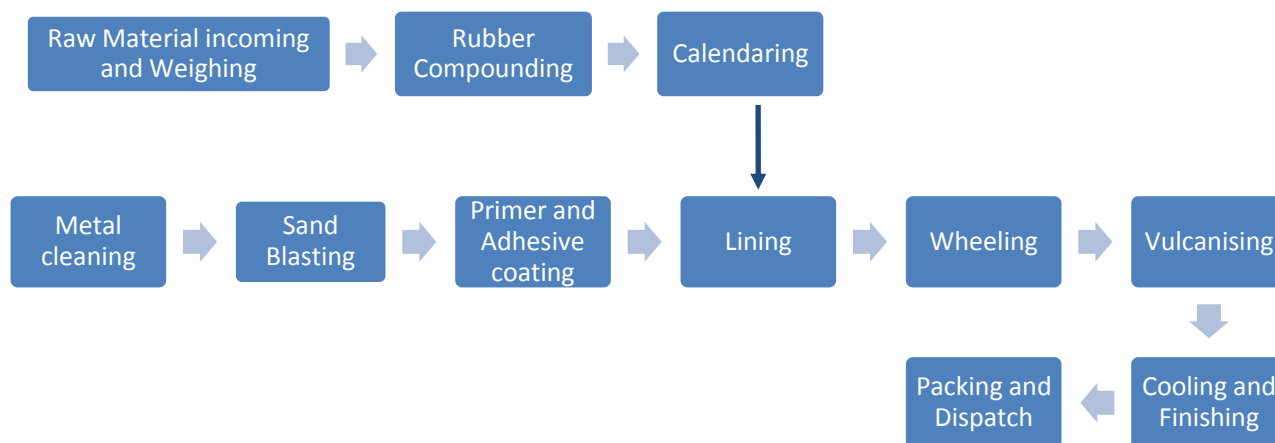 Raw Material incoming
and Weighing
Rubber
Compounding
Calendaring
Metal
cleaning
Sand
Blasting
Primer and
Adhesive
coating
Lining
Wheeling
Vulcanising
Packing and
Dispatch
Cooling and
Finishing